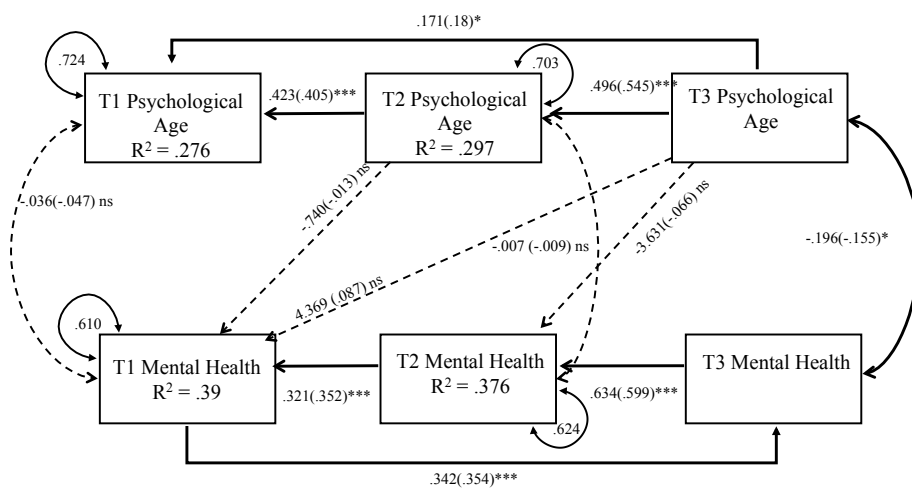 .171(.18)*
.724
.703
T1 Psychological
Age
R² = .276
.423(.405)***
T2 Psychological
Age
R² = .297
.496(.545)***
T3 Psychological
Age
-.036(-.047) ns
-.740(-.013) ns
4.369 (.087) ns
-.007 (-.009) ns
-3.631(-.066) ns
-.196(-.155)*
.610
T1 Mental Health
R² = .39
.321(.352)***
T2 Mental Health
R² = .376
.634(.599)***
T3 Mental Health
.624
.342(.354)***